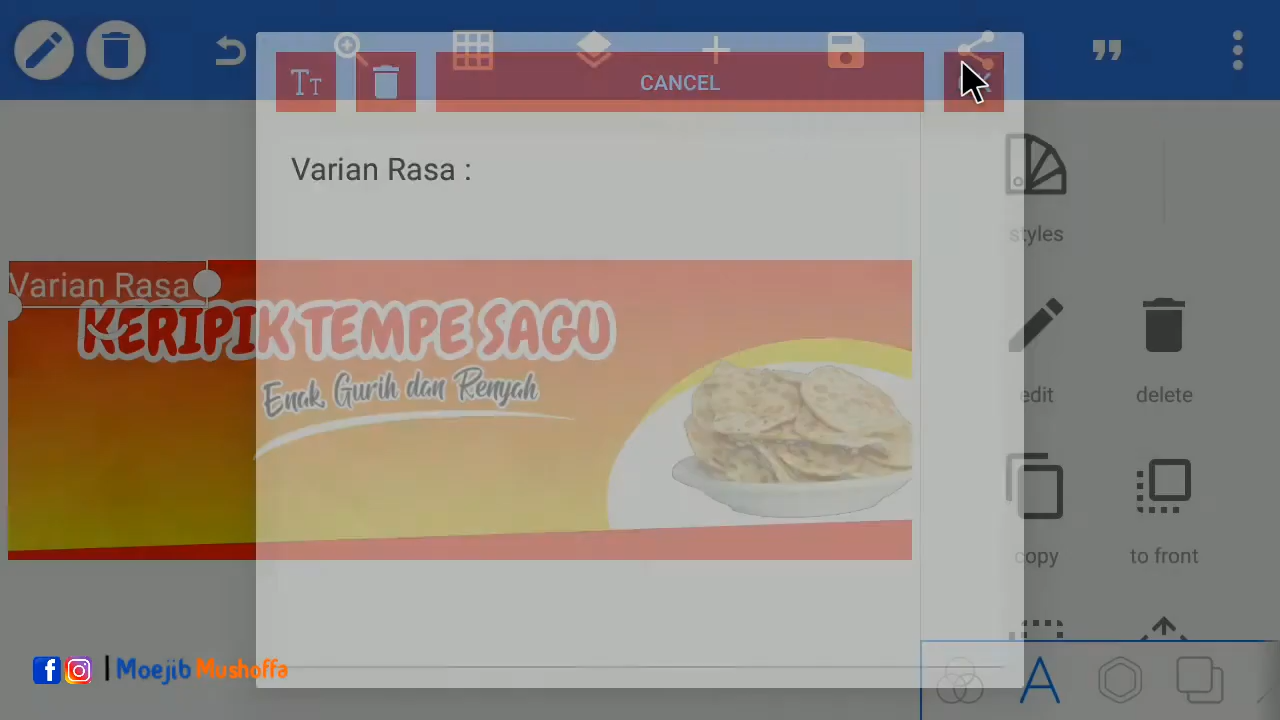 CANCEL
Varian Rasa :
styles
Varian Rasa
KERIPIK TEMPE SAGU
Enak, Gurih dan Renyah
edit
delete
copy
to front
Moejib Mushoffa